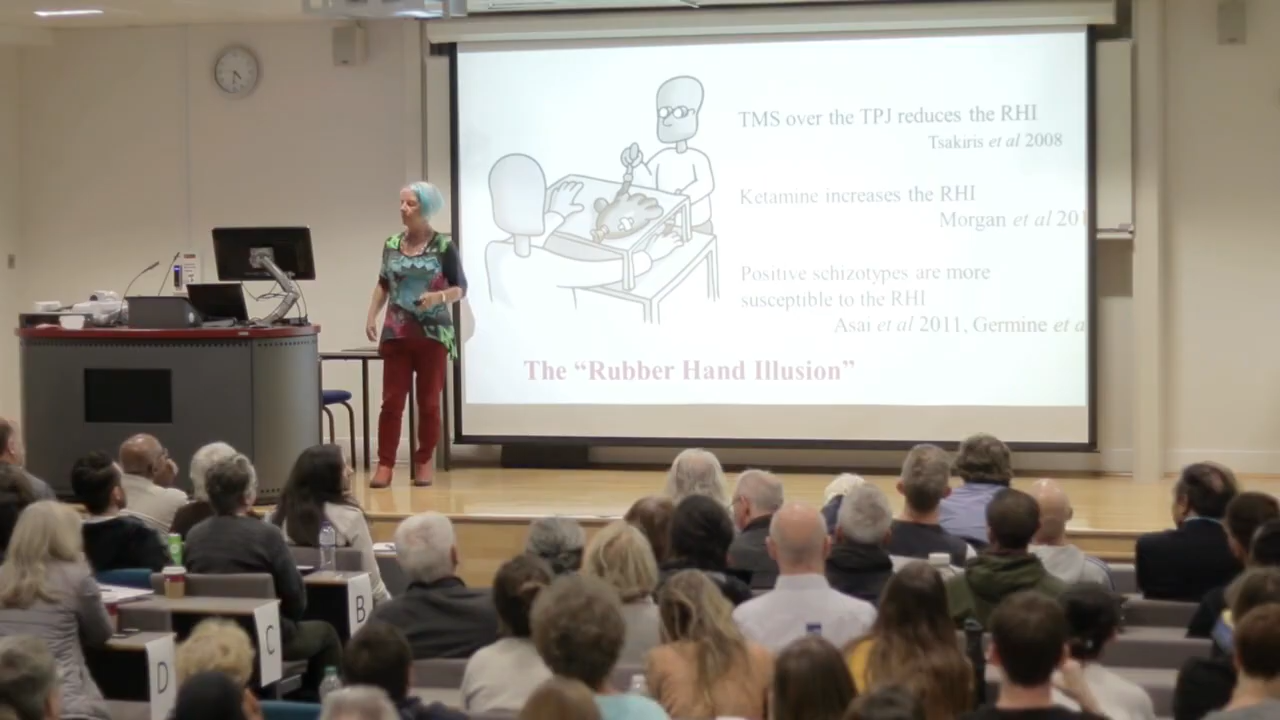 TMS over the TPJ reduces the RHI
Tsakiris et al 2008
Ketamine increases the RHI
Morgan et al 201
Positive schizotypes are more
susceptible to the RHI
Asai et al 2011, Germine et a
The “Rubber Hand Illusion”
B
C
D